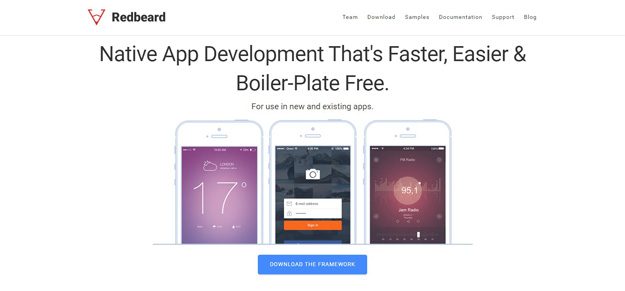 Redbeard
Team Download Samples Documentation Support Blog
Native App Development That's Faster, Easier &
Boiler-Plate Free.
For use in new and existing apps.
LONDON
17°
E-mail address
Sign in
FM Radio
95.1
Jam Radio
DOWNLOAD THE FRAMEWORK